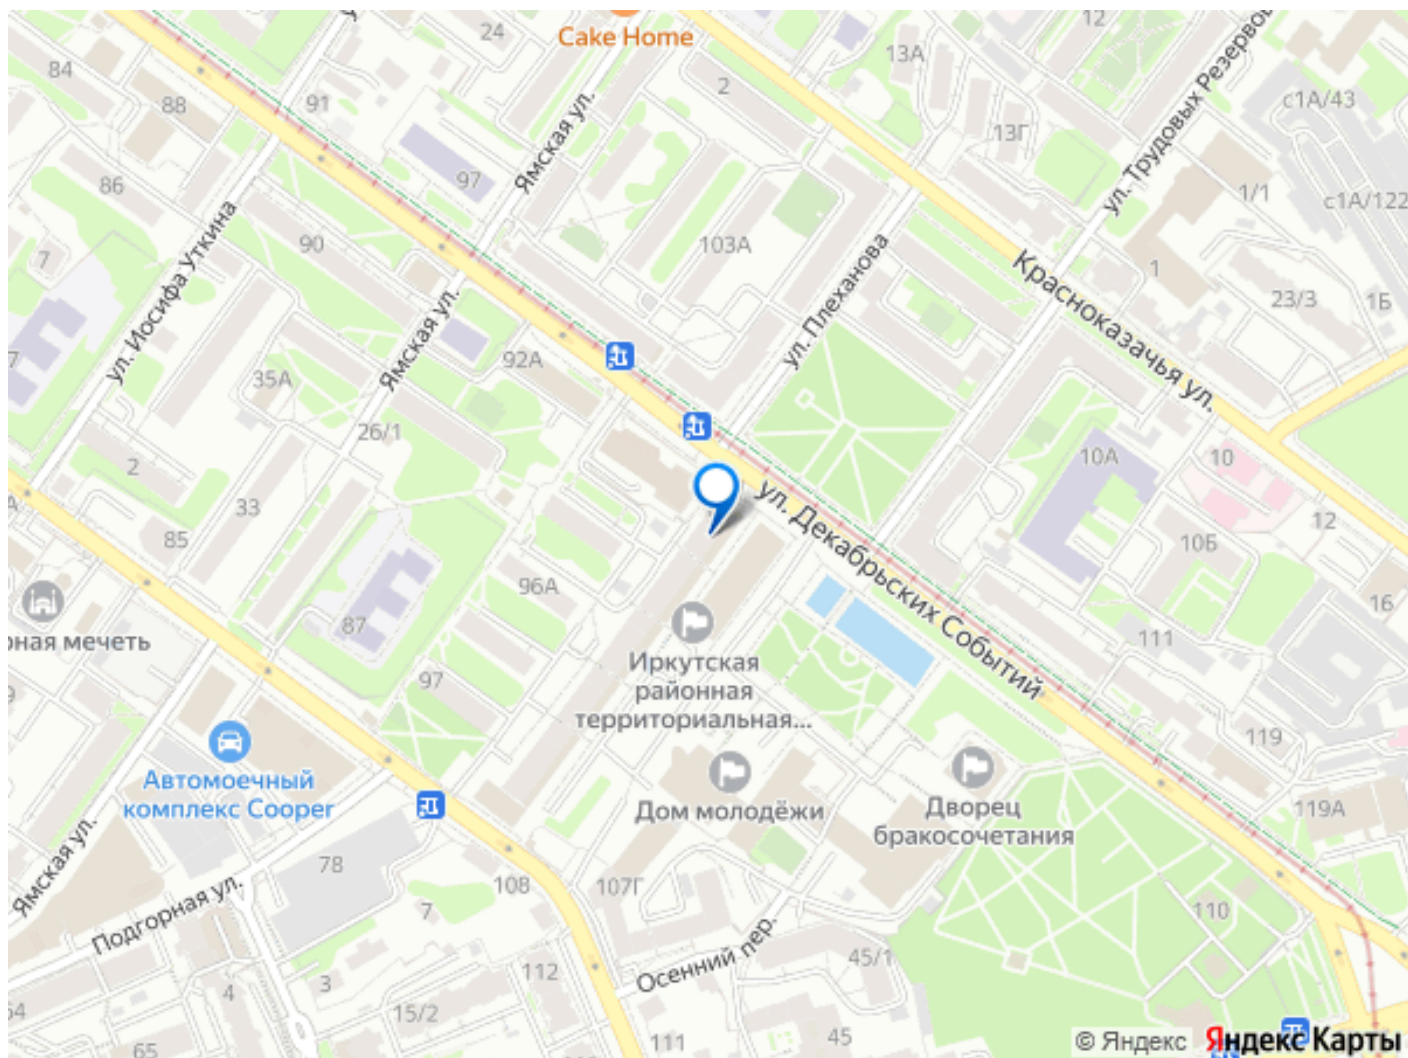 24
Cake Home
12
84
88
91
13А
2
с1А/43
13Г
ул. Трудовых Резервов
Ямская ул.
97
86
1/1
с1А/122
ул. Иосифа Уткина
90
103А
7
Красноказачья ул.
1
23/3
1Б
ул. Плеханова
Ямская ул.
92А
35А
26/1
2
10А
10
33
12
ул. Декабрьских Событий
85
10Б
96А
16
87
рная мечеть
111
Иркутская
районная
территориальная...
97
119
Автомоечный
комплекс Cooper
Дом молодёжи
Дворец
бракосочетания
119А
Ямская ул.
78
108
107Г
7
110
Подгорная ул.
Осенний пер.
45/1
112
3
4
15/2
111
45
65
© Яндекс
Яндекс Карты